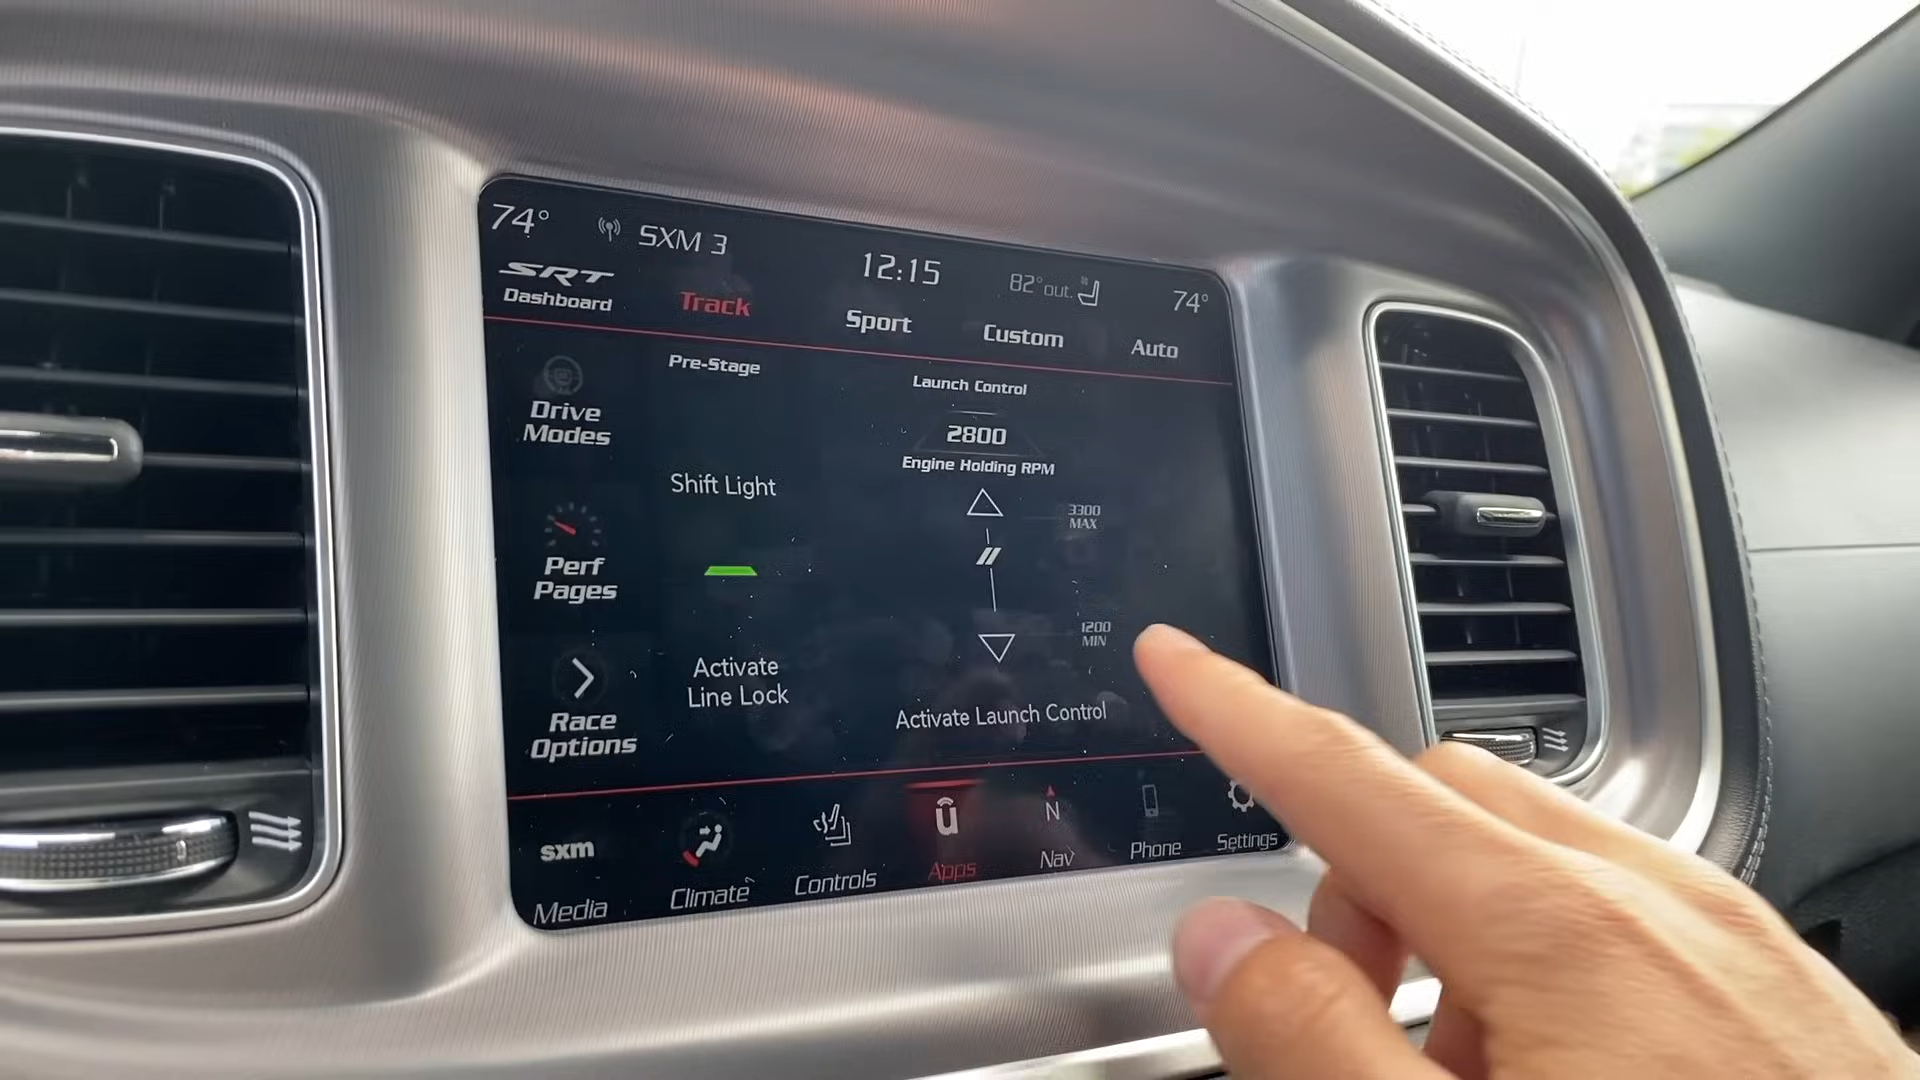 74°
SXM 3
12:15
82° out.
74°
SRT
Dashboard
Track
Sport
Custom
Auto
Drive
Modes
Pre-Stage
Launch Control
2800
Engine Holding RPM
Shift Light
3300
MAX
Perf
Pages
1200
MIN
Activate
Line Lock
Activate Launch Control
Race
Options
sxm
Media
Climate
Controls
u
Apps
N
Nav
Phone
Settings